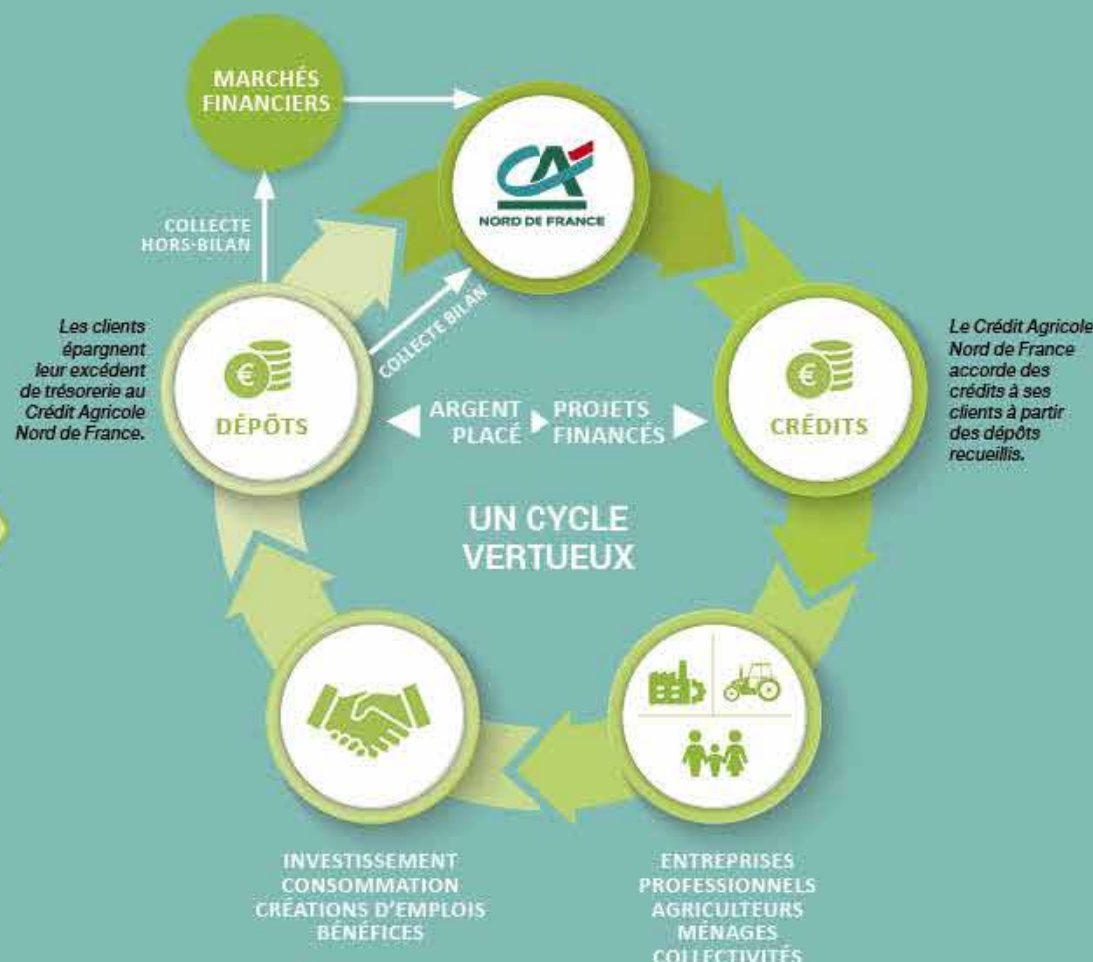 MARCHÉS
FINANCIERS
CA
NORD DE FRANCE
COLLECTE
HORS-BILAN
COLLECTE BILAN
Les clients
épargnent
leur excédent
de trésorerie au
Crédit Agricole
Nord de France.
€
DÉPÔTS
ARGENT
PLACÉ
PROJETS
FINANCÉS
€
CRÉDITS
Le Crédit Agricole
Nord de France
accorde des
crédits à ses
clients à partir
des dépôts
recueillis.
UN CYCLE
VERTUEUX
INVESTISSEMENT
CONSOMMATION
CRÉATIONS D'EMPLOIS
BÉNÉFICES
ENTREPRISES
PROFESSIONNELS
AGRICULTEURS
MÉNAGES
COLLECTIVITÉS